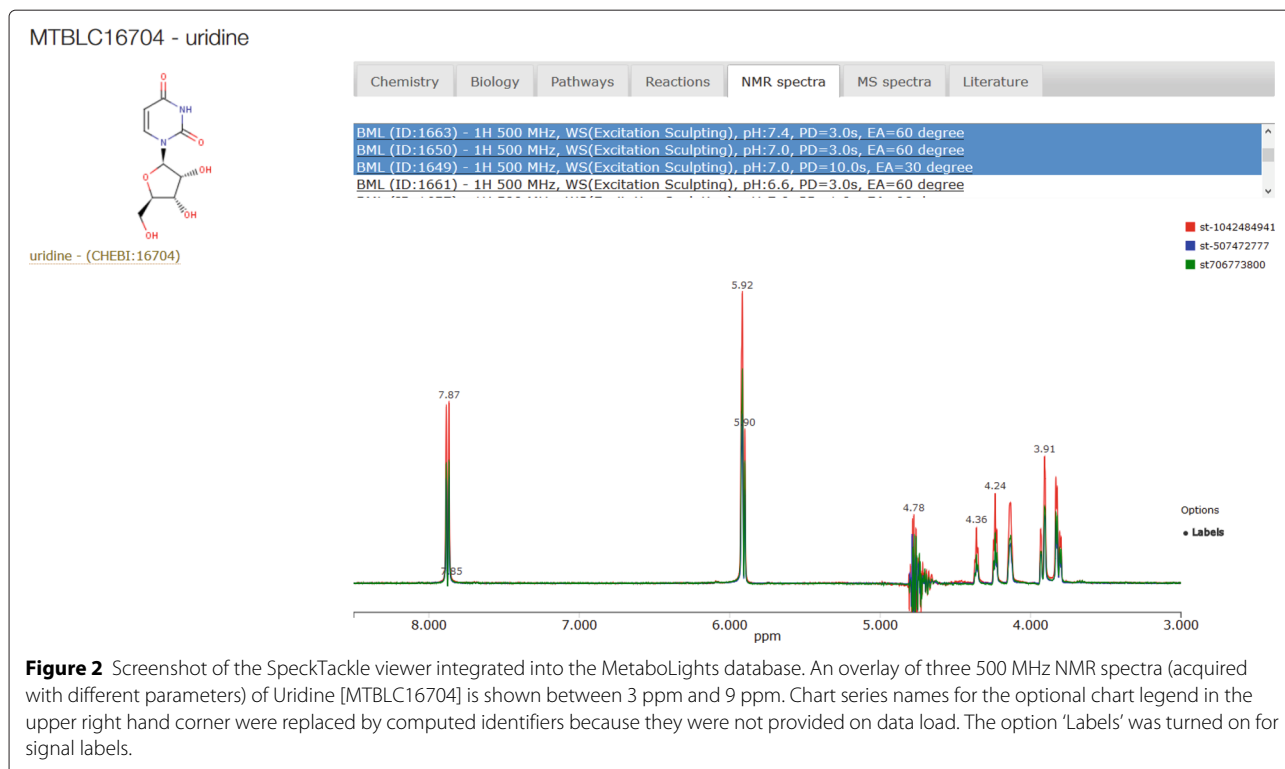 MTBLC16704 - uridine
O
NH
N
O
O
OH
OH
OH
uridine - (CHEBI:16704)
Chemistry Biology Pathways Reactions NMR spectra MS spectra Literature
BML (ID:1663) - 1H 500 MHz, WS(Excitation Sculpting), pH:7.4, PD=3.0s, EA=60 degree
BML (ID:1650) - 1H 500 MHz, WS(Excitation Sculpting), pH:7.0, PD=3.0s, EA=60 degree
BML (ID:1649) - 1H 500 MHz, WS(Excitation Sculpting), pH:7.0, PD=10.0s, EA=30 degree
BML (ID:1661) - 1H 500 MHz, WS(Excitation Sculpting), pH:6.6, PD=3.0s, EA=60 degree
st-1042484941
st-507472777
st706773800
5.92
7.87
5.90
3.91
4.24
4.78
4.36
7.85
Options
Labels
8.000 7.000 6.000 5.000 4.000 3.000
ppm
Figure 2 Screenshot of the SpeckTackle viewer integrated into the MetaboLights database. An overlay of three 500 MHz NMR spectra (acquired
with different parameters) of Uridine [MTBLC16704] is shown between 3 ppm and 9 ppm. Chart series names for the optional chart legend in the
upper right hand corner were replaced by computed identifiers because they were not provided on data load. The option ‘Labels’ was turned on for
signal labels.